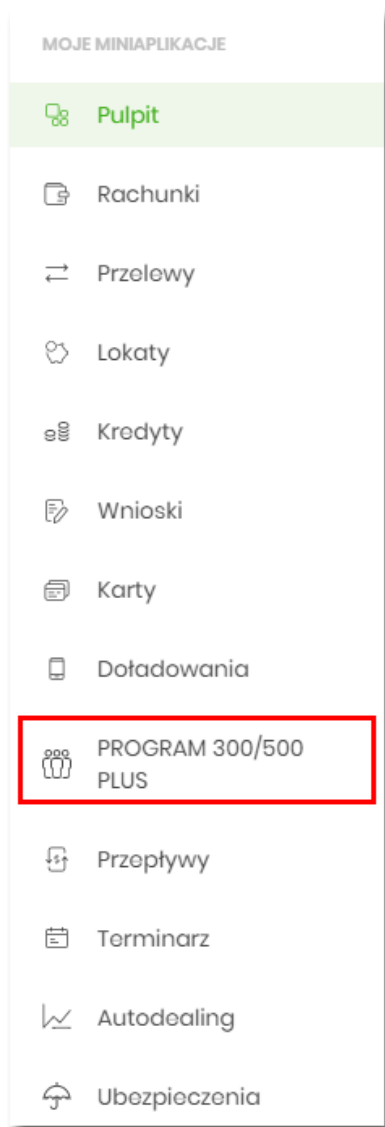 MOJE MINIAPLIKACJE
Pulpit
Rachunki
Przelewy
Lokaty
Kredyty
Wnioski
Karty
Doładowania
PROGRAM 300/500
PLUS
Przepływy
Terminarz
Autodealing
Ubezpieczenia